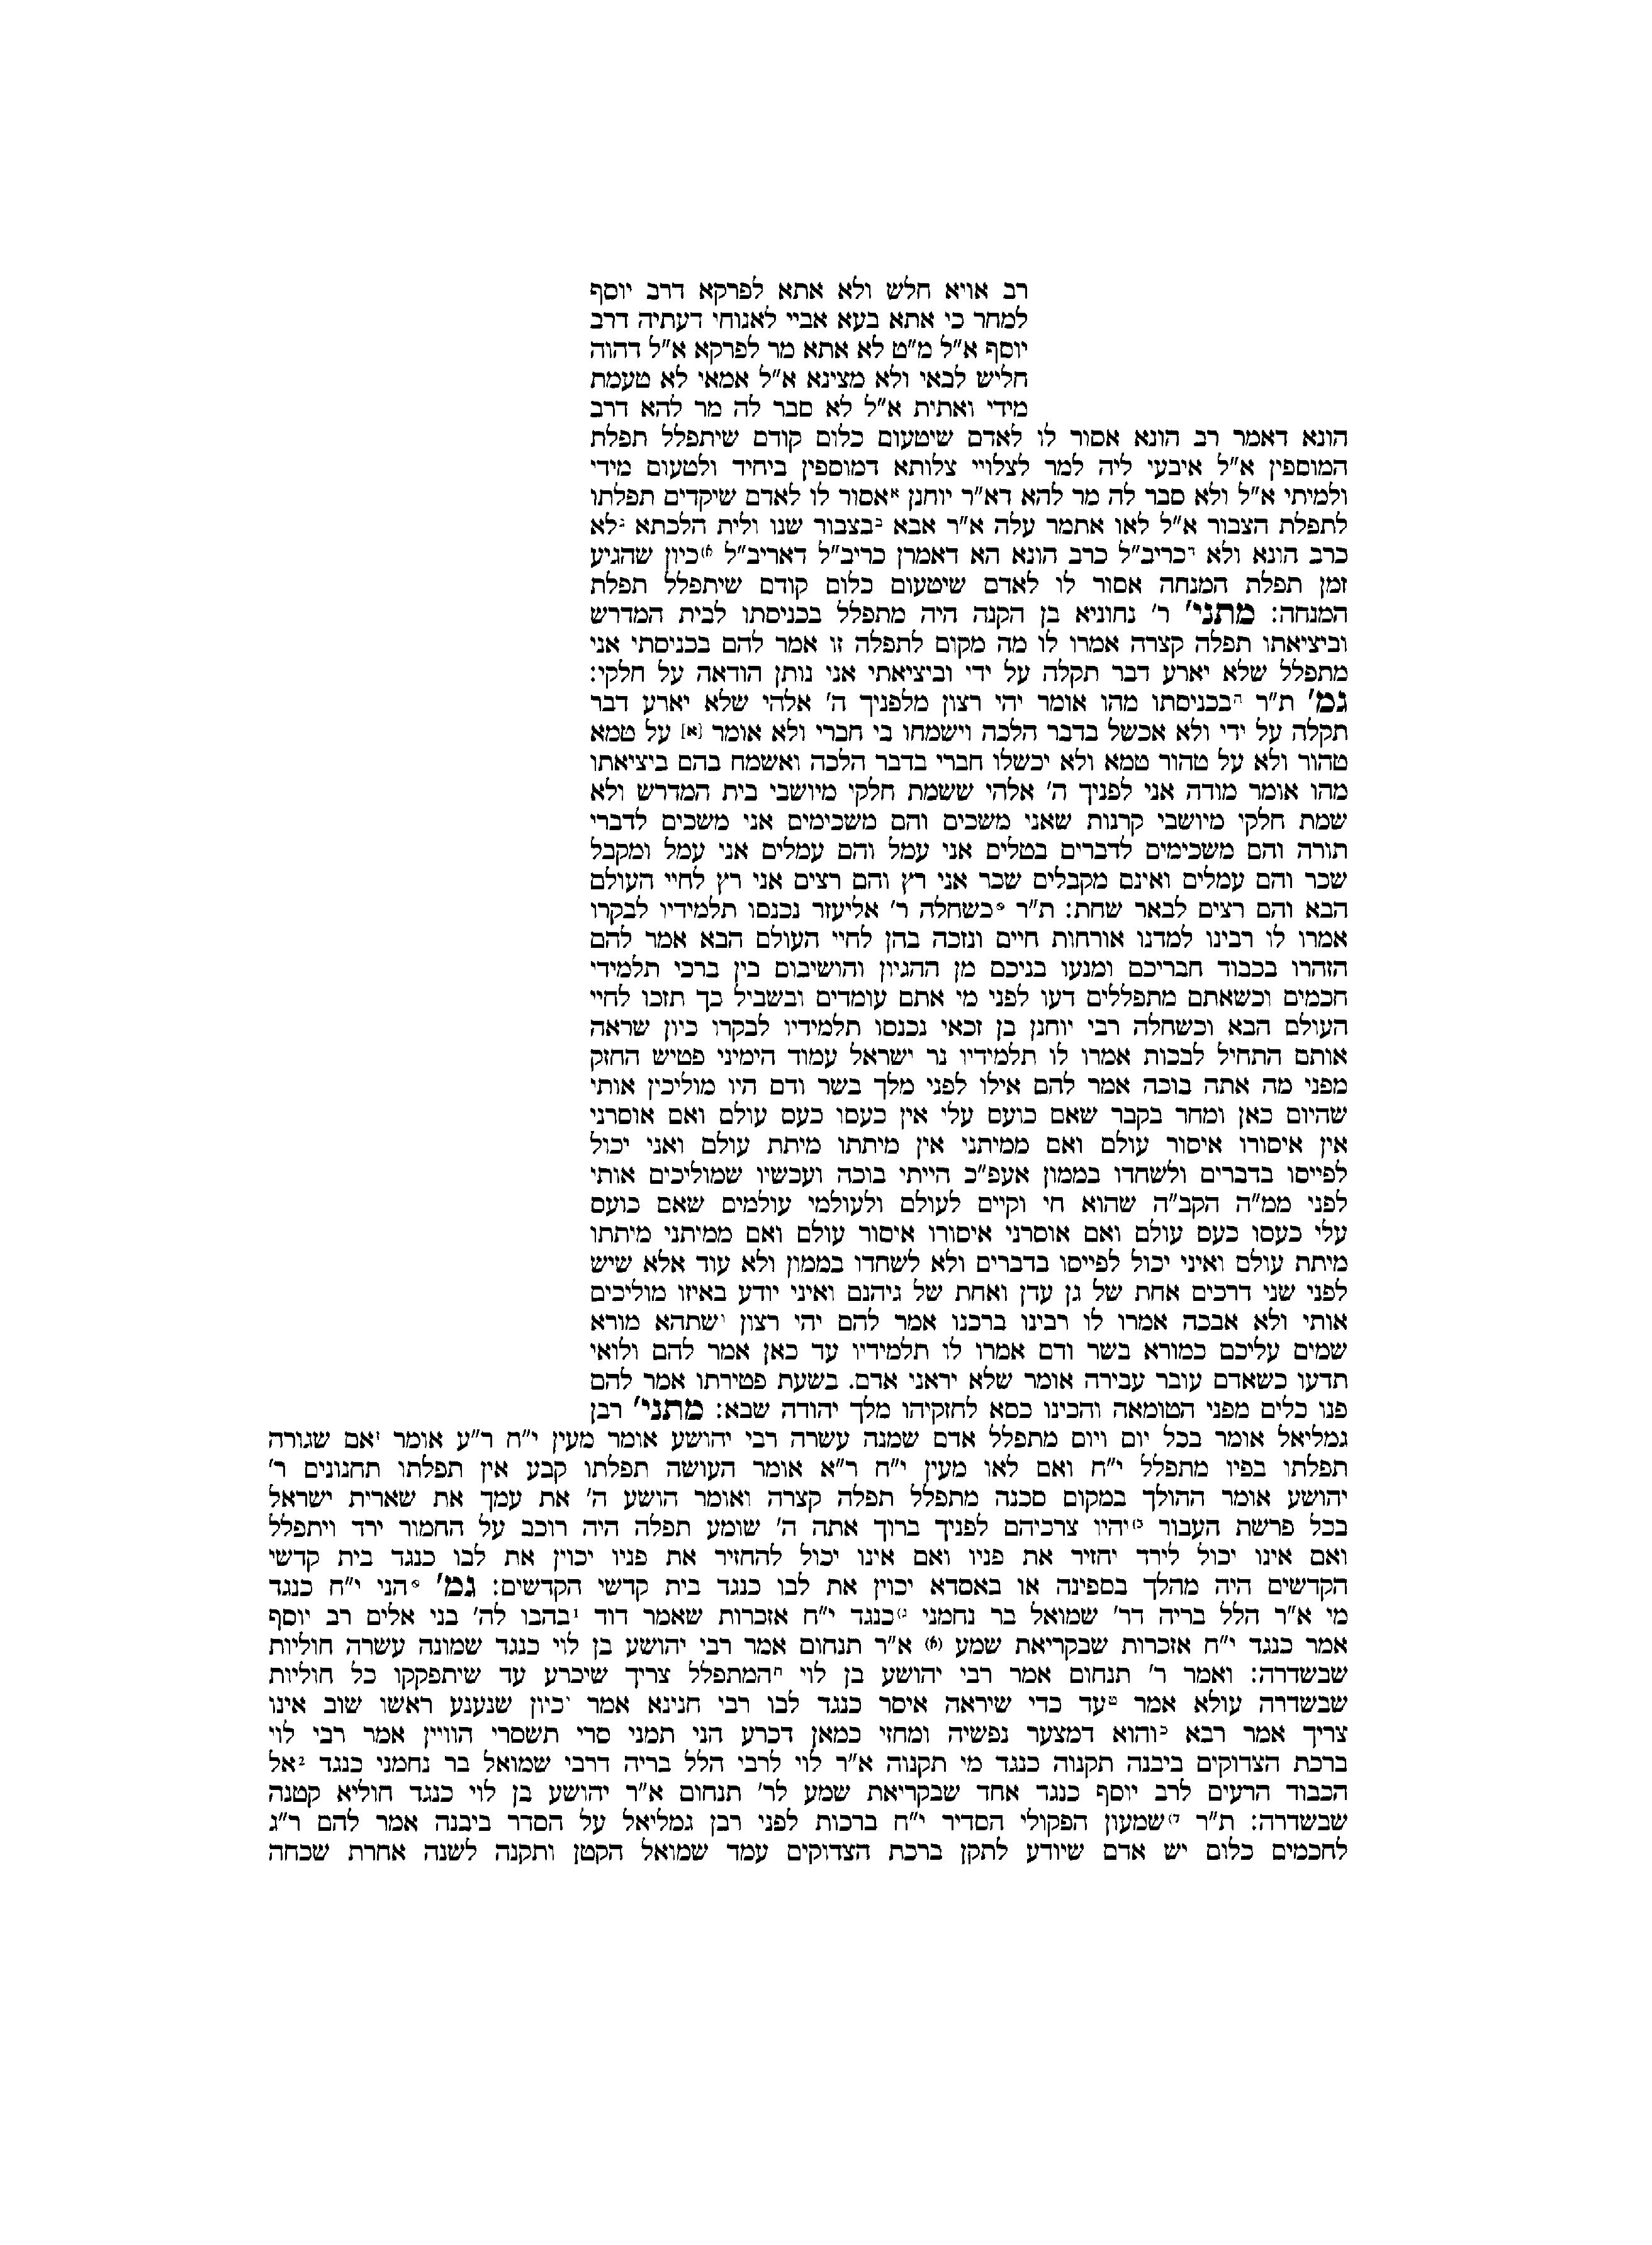 רב אויא חלש ולא אתא לפרקא דרב יוסף
למחר כי אתא בעא אביי לאנוחי דעתיה דרב
יוסף א"ל מ"ט לא אתא מר לפרקא א"ל דהוה
חליש לבאי ולא מצינא א"ל אמאי לא טעמת
מידי ואתית א"ל לא סבר לה מר להא דרב
הונא דאמר רב הונא אסור לו לאדם שיטעום כלום קודם שיתפלל תפלת
המוספין א"ל איבעי ליה למר לצלויי צלותא דמוספין ביחיד ולטעום מידי
ולמיתי א"ל ולא סבר לה מר להא דא"ר יוחנן אאסור לו לאדם שיקדים תפלתו
לתפלת הצבור א"ל לאו אתמר עלה א"ר אבא בבצבור שנו ולית הלכתא גלא
כרב הונא ולא דכריב"ל כרב הונא הא דאמרן כריב"ל דאריב"ל א)כיון שהגיע
זמן תפלת המנחה אסור לו לאדם שיטעום כלום קודם שיתפלל תפלת
המנחה: מתני' ר' נחוניא בן הקנה היה מתפלל בכניסתו לבית המדרש
וביציאתו תפלה קצרה אמרו לו מה מקום לתפלה זו אמר להם בכניסתי אני
מתפלל שלא יארע דבר תקלה על ידי וביציאתי אני נותן הודאה על חלקי:
גמ' ת"ר הבכניסתו מהו אומר יהי רצון מלפניך ה' אלהי שלא יארע דבר
תקלה על ידי ולא אכשל בדבר הלכה וישמחו בי חברי ולא אומר [א] על טמא
טהור ולא על טהור טמא ולא יכשלו חברי בדבר הלכה ואשמח בהם ביציאתו
מהו אומר מודה אני לפניך ה' אלהי ששמת חלקי מיושבי בית המדרש ולא
שמת חלקי מיושבי קרנות שאני משכים והם משכימים אני משכים לדברי
תורה והם משכימים לדברים בטלים אני עמל והם עמלים אני עמל ומקבל
שכר והם עמלים ואינם מקבלים שכר אני רץ והם רצים אני רץ לחיי העולם
הבא והם רצים לבאר שחת: ת"ר °כשחלה ר' אליעזר נכנסו תלמידיו לבקרו
אמרו לו רבינו למדנו אורחות חיים ונזכה בהן לחיי העולם הבא אמר להם
הזהרו בכבוד חבריכם ומנעו בניכם מן ההגיון והושיבום בין ברכי תלמידי
חכמים וכשאתם מתפללים דעו לפני מי אתם עומדים ובשביל כך תזכו לחיי
העולם הבא וכשחלה רבי יוחנן בן זכאי נכנסו תלמידיו לבקרו כיון שראה
אותם התחיל לבכות אמרו לו תלמידיו נר ישראל עמוד הימיני פטיש החזק
מפני מה אתה בוכה אמר להם אילו לפני מלך בשר ודם היו מוליכין אותי
שהיום כאן ומחר בקבר שאם כועס עלי אין כעסו כעס עולם ואם אוסרני
אין איסורו איסור עולם ואם ממיתני אין מיתתו מיתת עולם ואני יכול
לפייסו בדברים ולשחדו בממון אעפ"כ הייתי בוכה ועכשיו שמוליכים אותי
לפני ממ"ה הקב"ה שהוא חי וקיים לעולם ולעולמי עולמים שאם כועס
עלי כעסו כעס עולם ואם אוסרני איסורו איסור עולם ואם ממיתני מיתתו
מיתת עולם ואיני יכול לפייסו בדברים ולא לשחדו בממון ולא עוד אלא שיש
לפני שני דרכים אחת של גן עדן ואחת של גיהנם ואיני יודע באיזו מוליכים
אותי ולא אבכה אמרו לו רבינו ברכנו אמר להם יהי רצון ושתהא מורא
שמים עליכם כמורא בשר ודם אמרו לו תלמידיו עד כאן אמר להם ולואי
תדעו כשאדם עובר עבירה אומר שלא יראני אדם. בשעת פטירתו אמר להם
פנו כלים מפני הטומאה והכינו כסא לחזקיהו מלך יהודה שבא: מתני' רבן
גמליאל אומר בכל יום ויום מתפלל אדם שמנה עשרה רבי יהושע אומר מעין י"ח ר"ע אומר זאם שגורה
תפלתו בפיו מתפלל י"ח ואם לאו מעין י"ח ר"א אומר העושה תפלתו קבע אין תפלתו תחנונים ר'
יהושע אומר ההולך במקום סכנה מתפלל תפלה קצרה ואומר הושע ה' את עמך את שארית ישראל
בכל פרשת העבור ב)יהיו צרכיהם לפניך ברוך אתה ה' שומע תפלה היה רוכב על החמור ירד ויתפלל
ואם אינו יכול לירד יחזיר את פניו ואם אינו יכול להחזיר את פניו יכוין את לבו כנגד בית קדשי
הקדשים היה מהלך בספינה או באסדא יכוין את לבו כנגד בית קדשי הקדשים: גמ' °הני י"ח כנגד
מי א"ר הלל בריה דר' שמואל בר נחמני ג)כנגד י"ח אזכרות שאמר דוד 1בהבו לה' בני אלים רב יוסף
אמר כנגד י"ח אזכרות שבקריאת שמע (א) א"ר תנחום אמר רבי יהושע בן לוי כנגד שמונה עשרה חוליות
שבשדרה: ואמר ר' תנחום אמר רבי יהושע בן לוי חהמתפלל צריך שיכרע עד שיתפקקו כל חוליות
שבשדרה עולא אמר טעד כדי שיראה איסר כנגד לבו רבי חנינא אמר יכיון שנענע ראשו שוב אינו
צריך אמר רבא כוהוא דמצער נפשיה ומחזי כמאן דכרע הני תמני סרי תשסרי הוויין אמר רבי לוי
ברכת הצדוקים ביבנה תקנוה כנגד מי תקנוה א"ר לוי לרבי הלל בריה דרבי שמואל בר נחמני כנגד 2אל
הכבוד הרעים לרב יוסף כנגד אחד שבקריאת שמע לר' תנחום א"ר יהושע בן לוי כנגד חוליא קטנה
שבשדרה: ת"ר ד)שמעון הפקולי הסדיר י"ח ברכות לפני רבן גמליאל על הסדר ביבנה אמר להם ר"ג
לחכמים כלום יש אדם שיודע לתקן ברכת הצדוקים עמד שמואל הקטן ותקנה לשנה אחרת שכחה